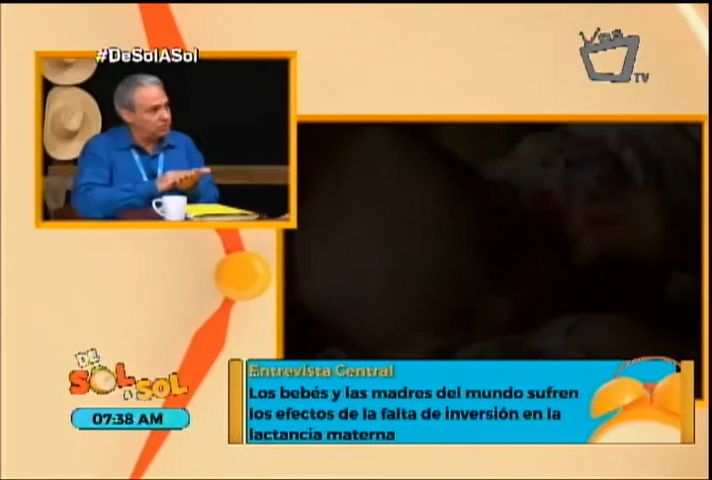 #DeSolASol
Vos
TV
DE
SOL
A
SOL
07:38 AM
Entrevista Central
Los bebés y las madres del mundo sufren
los efectos de la falta de inversión en la
lactancia materna